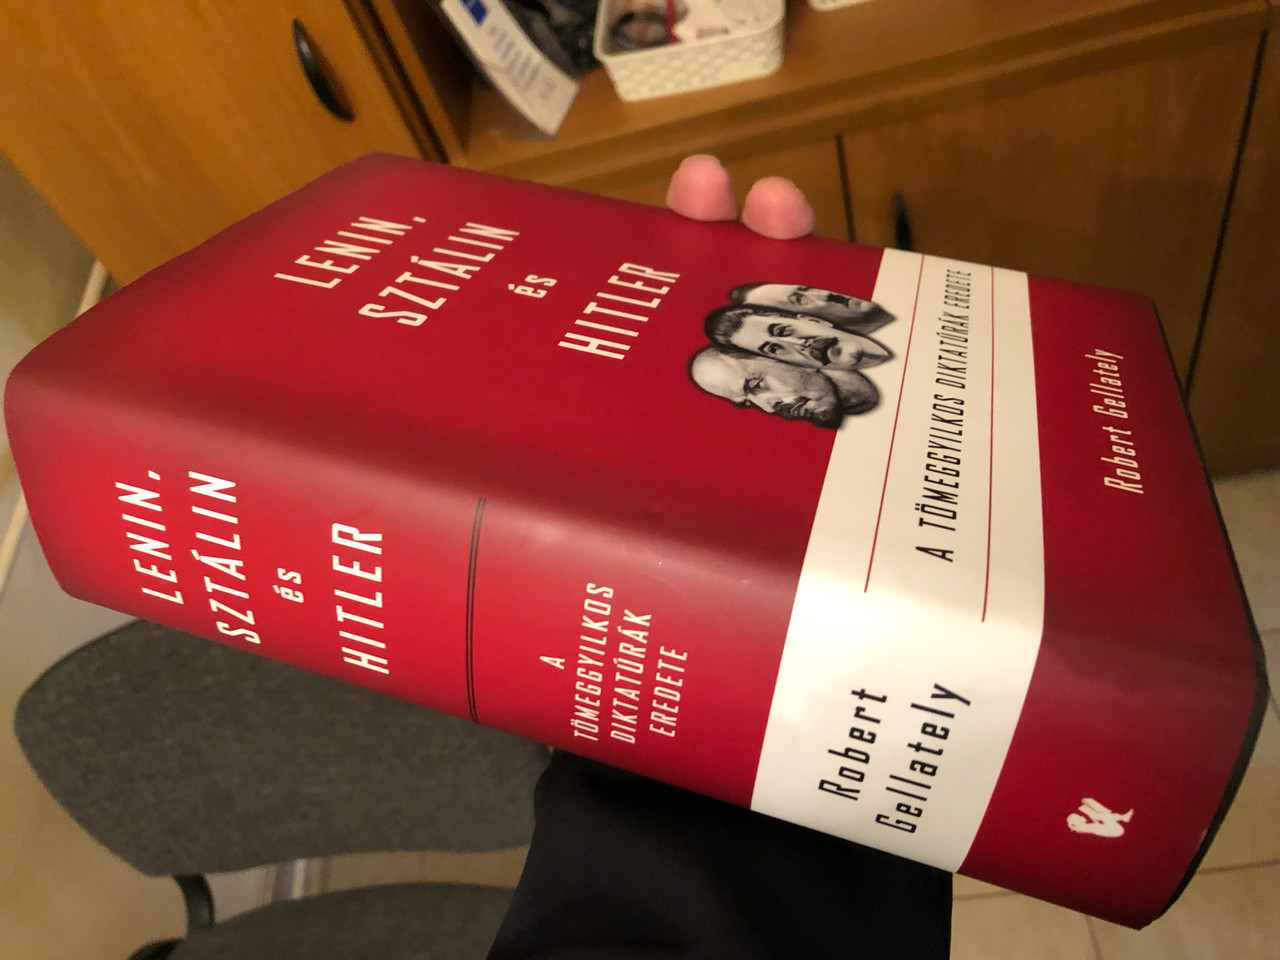 LENIN,
SZTÁLIN
és
HITLER
A TÖMEGGYILKOS DIKTATÚRÁK EREDETE
Robert Gellately
LENIN,
SZTÁLIN
és
HITLER
A
TÖMEGGYILKOS
DIKTATÚRÁK
EREDETE
Robert
Gellately